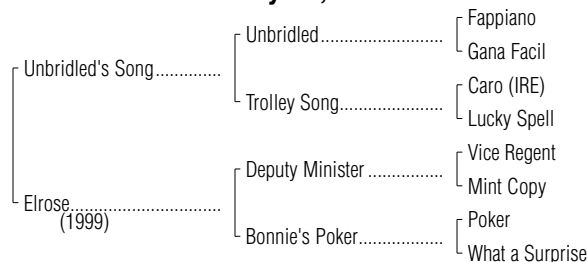 Fappiano
Unbridled......................
Gana Facil
Unbridled's Song..............
Caro (IRE)
Trolley Song...................
Lucky Spell
Vice Regent
Deputy Minister ................
Mint Copy
Elrose.............................
(1999)
Poker
Bonnie's Poker................
What a Surprise